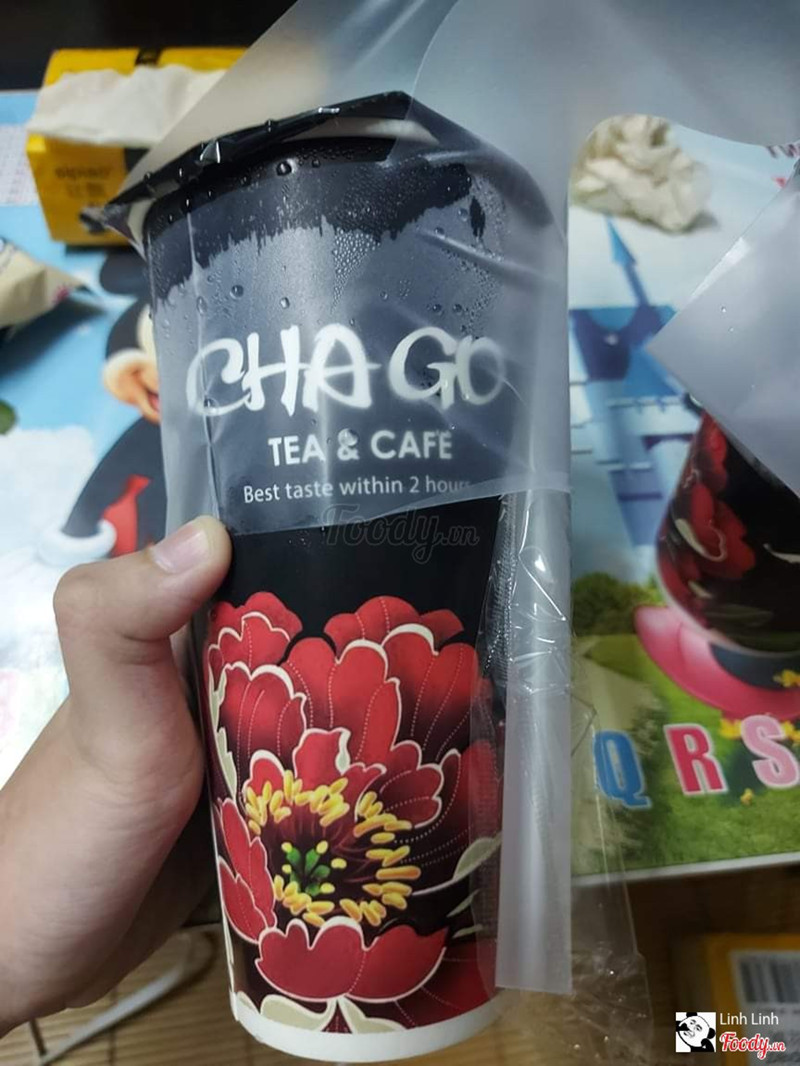 CHA GO
TEA & CAFE
Best taste within 2 hours
Foody.vn
Q R S
Linh Linh
Foody.vn